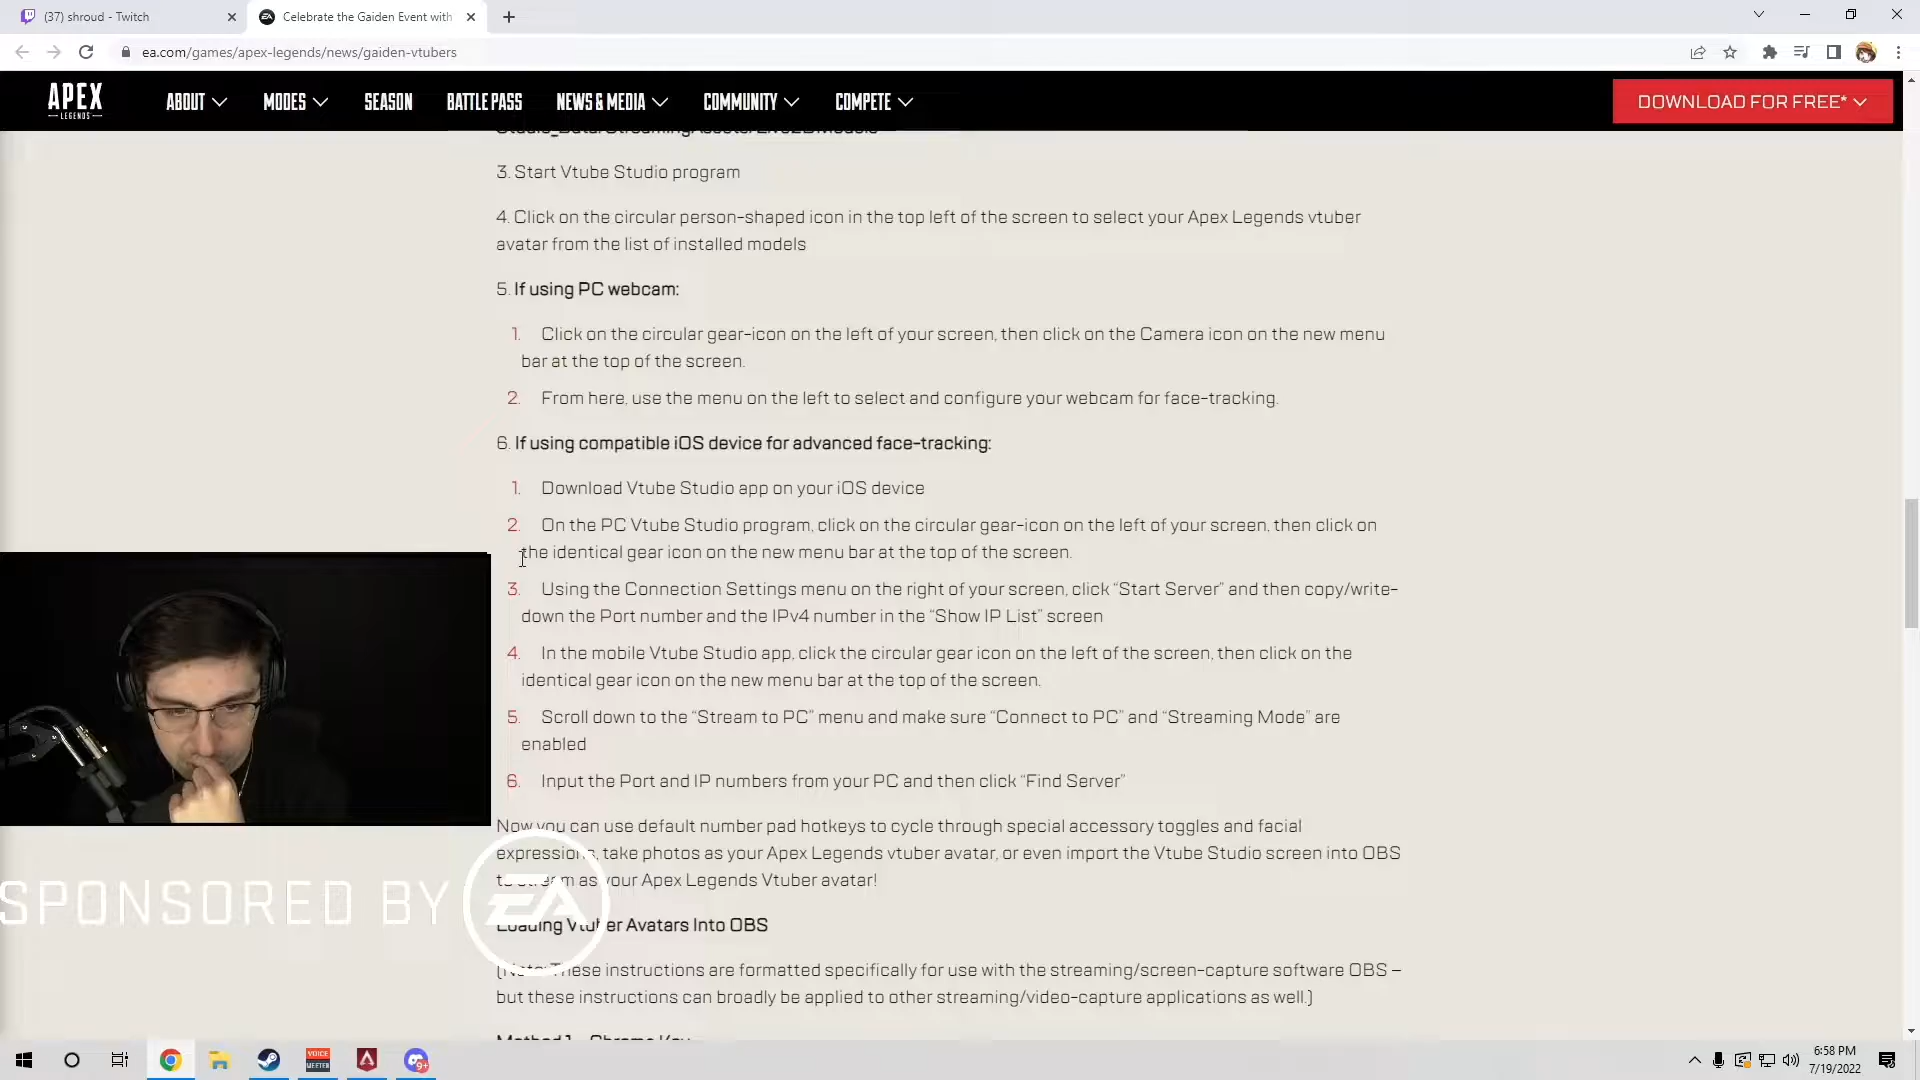 (37) shroud - Twitch
Celebrate the Gaiden Event with
ea.com/games/apex-legends/news/gaiden-vtubers
APEX
LEGENDS
ABOUT
MODES
SEASON
BATTLE PASS
NEWS & MEDIA
COMMUNITY
COMPETE
DOWNLOAD FOR FREE*
Studio_Data/StreamingAssets/Live2DModels
3. Start Vtube Studio program
4. Click on the circular person-shaped icon in the top left of the screen to select your Apex Legends vtuber
avatar from the list of installed models
5. If using PC webcam:
1. Click on the circular gear-icon on the left of your screen, then click on the Camera icon on the new menu
bar at the top of the screen.
2. From here, use the menu on the left to select and configure your webcam for face-tracking.
6. If using compatible iOS device for advanced face-tracking:
1. Download Vtube Studio app on your iOS device
2. On the PC Vtube Studio program, click on the circular gear-icon on the left of your screen, then click on
the identical gear icon on the new menu bar at the top of the screen.
3. Using the Connection Settings menu on the right of your screen, click “Start Server” and then copy/write-
down the Port number and the IPv4 number in the “Show IP List” screen
4. In the mobile Vtube Studio app, click the circular gear icon on the left of the screen, then click on the
identical gear icon on the new menu bar at the top of the screen.
5. Scroll down to the “Stream to PC” menu and make sure “Connect to PC” and “Streaming Mode” are
enabled
6. Input the Port and IP numbers from your PC and then click “Find Server”
Now you can use default number pad hotkeys to cycle through special accessory toggles and facial
expressions, take photos as your Apex Legends vtuber avatar, or even import the Vtube Studio screen into OBS
to stream as your Apex Legends Vtuber avatar!
SPONSORED BY EA
Loading Vtuber Avatars Into OBS
(Note: These instructions are formatted specifically for use with the streaming/screen-capture software OBS –
but these instructions can broadly be applied to other streaming/video-capture applications as well.)
Method 1 - Chroma Key
VOICE
MEETER
9+
6:58 PM
7/19/2022